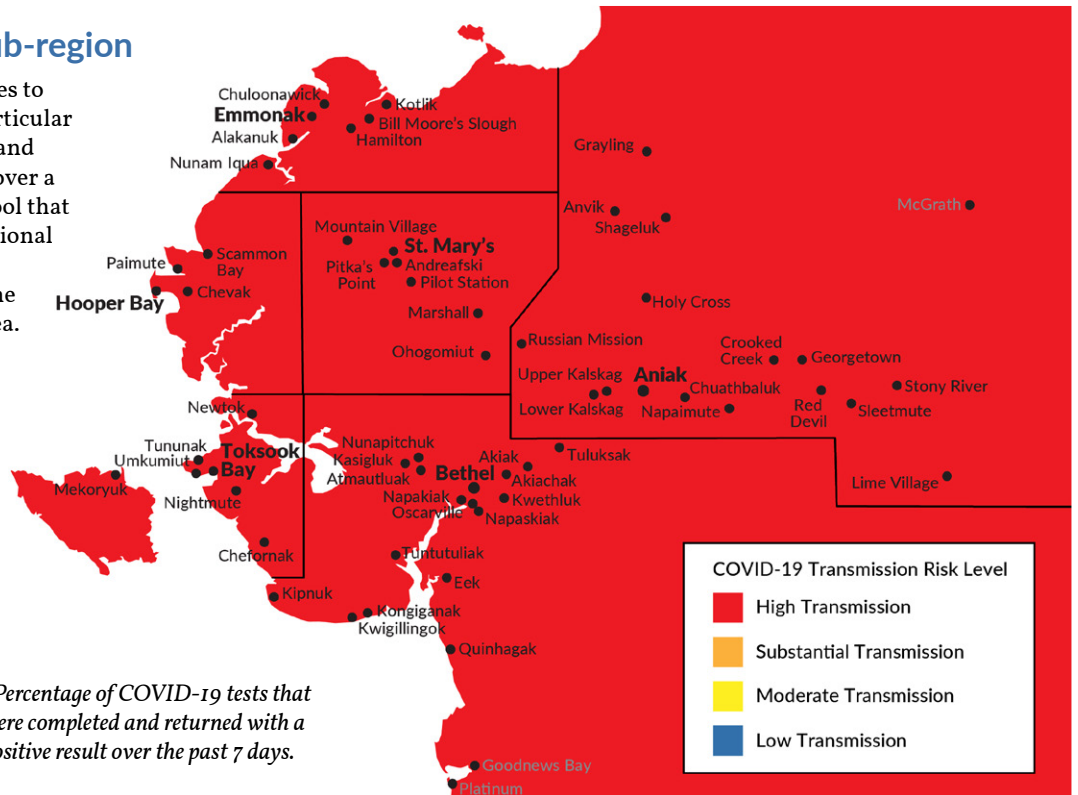 ub-region
es to
rticular
and
over a
ool that
ional
ne
ea.
Chuloonawick
Emmonak
Alakanuk
Nunam Iqua
Kotlik
Bill Moore's Slough
Hamilton
Grayling
Anvik
Shageluk
McGrath
Mountain Village
St. Mary's
Pitka's
Point
Andreafski
Pilot Station
Marshall
Ohogomiut
Scammon
Bay
Paimute
Chevak
Hooper Bay
Holy Cross
Russian Mission
Crooked
Creek
Georgetown
Upper Kalskag
Aniak
Chuathbaluk
Stony River
Lower Kalskag
Napaimute
Red
Devil
Sleetmute
Newtok
Tununak
Umkumiut
Toksook
Bay
Mekoryuk
Nightmute
Chefornak
Nunapitchuk
Kasigluk
Atmautluak
Akiak
Tuluksak
Bethel
Akiachak
Napakiak
Kwethluk
Oscarville
Napaskiak
Lime Village
Tuntutuliak
Eek
Kipnuk
Kongiganak
Kwigillingok
Quinhagak
Goodnews Bay
Platinum
COVID-19 Transmission Risk Level
High Transmission
Substantial Transmission
Moderate Transmission
Low Transmission
Percentage of COVID-19 tests that
ere completed and returned with a
ositive result over the past 7 days.